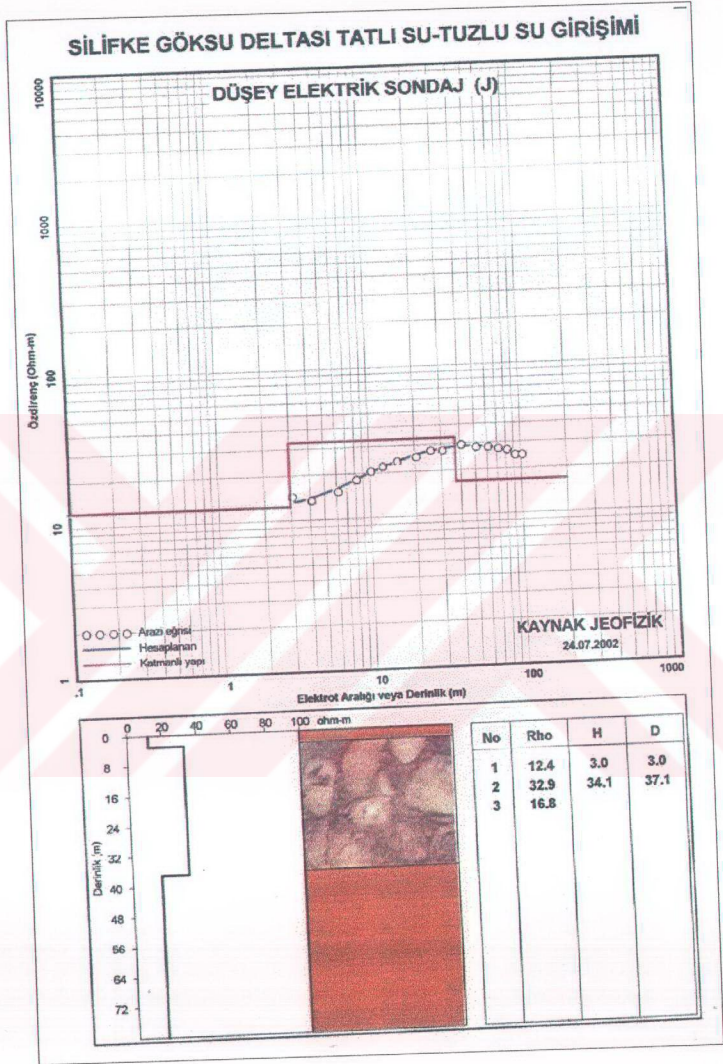 SİLİFKE GÖKSU DELTASI TATLI SU-TUZLU SU GİRİŞİMİ
DÜŞEY ELEKTRİK SONDAJ (J)
Özdirenç (Ohm-m)
10000
1000
100
10
1
Arazi eğrisi
Hesaplanan
Katmanlı yapı
KAYNAK JEOFİZİK
24.07.2002
.1 1 10 100 1000
Elektrot Aralığı veya Derinlik (m)
0 20 40 60 80 100 ohm-m
Derinlik (m)
0
8
16
24
32
40
48
56
64
72
No Rho H D
1 12.4 3.0 3.0
2 32.9 34.1 37.1
3 16.8